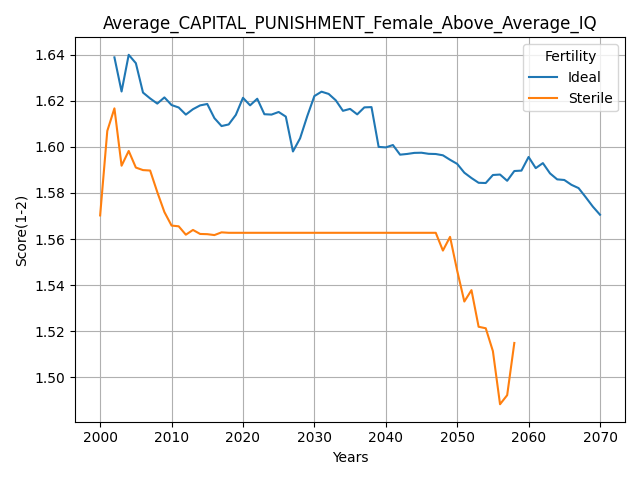 Average_CAPITAL_PUNISHMENT_Female_Above_Average_IQ
Fertility
Ideal
Sterile
Score(1-2)
1.64
1.62
1.60
1.58
1.56
1.54
1.52
1.50
2000 2010 2020 2030 2040 2050 2060 2070
Years